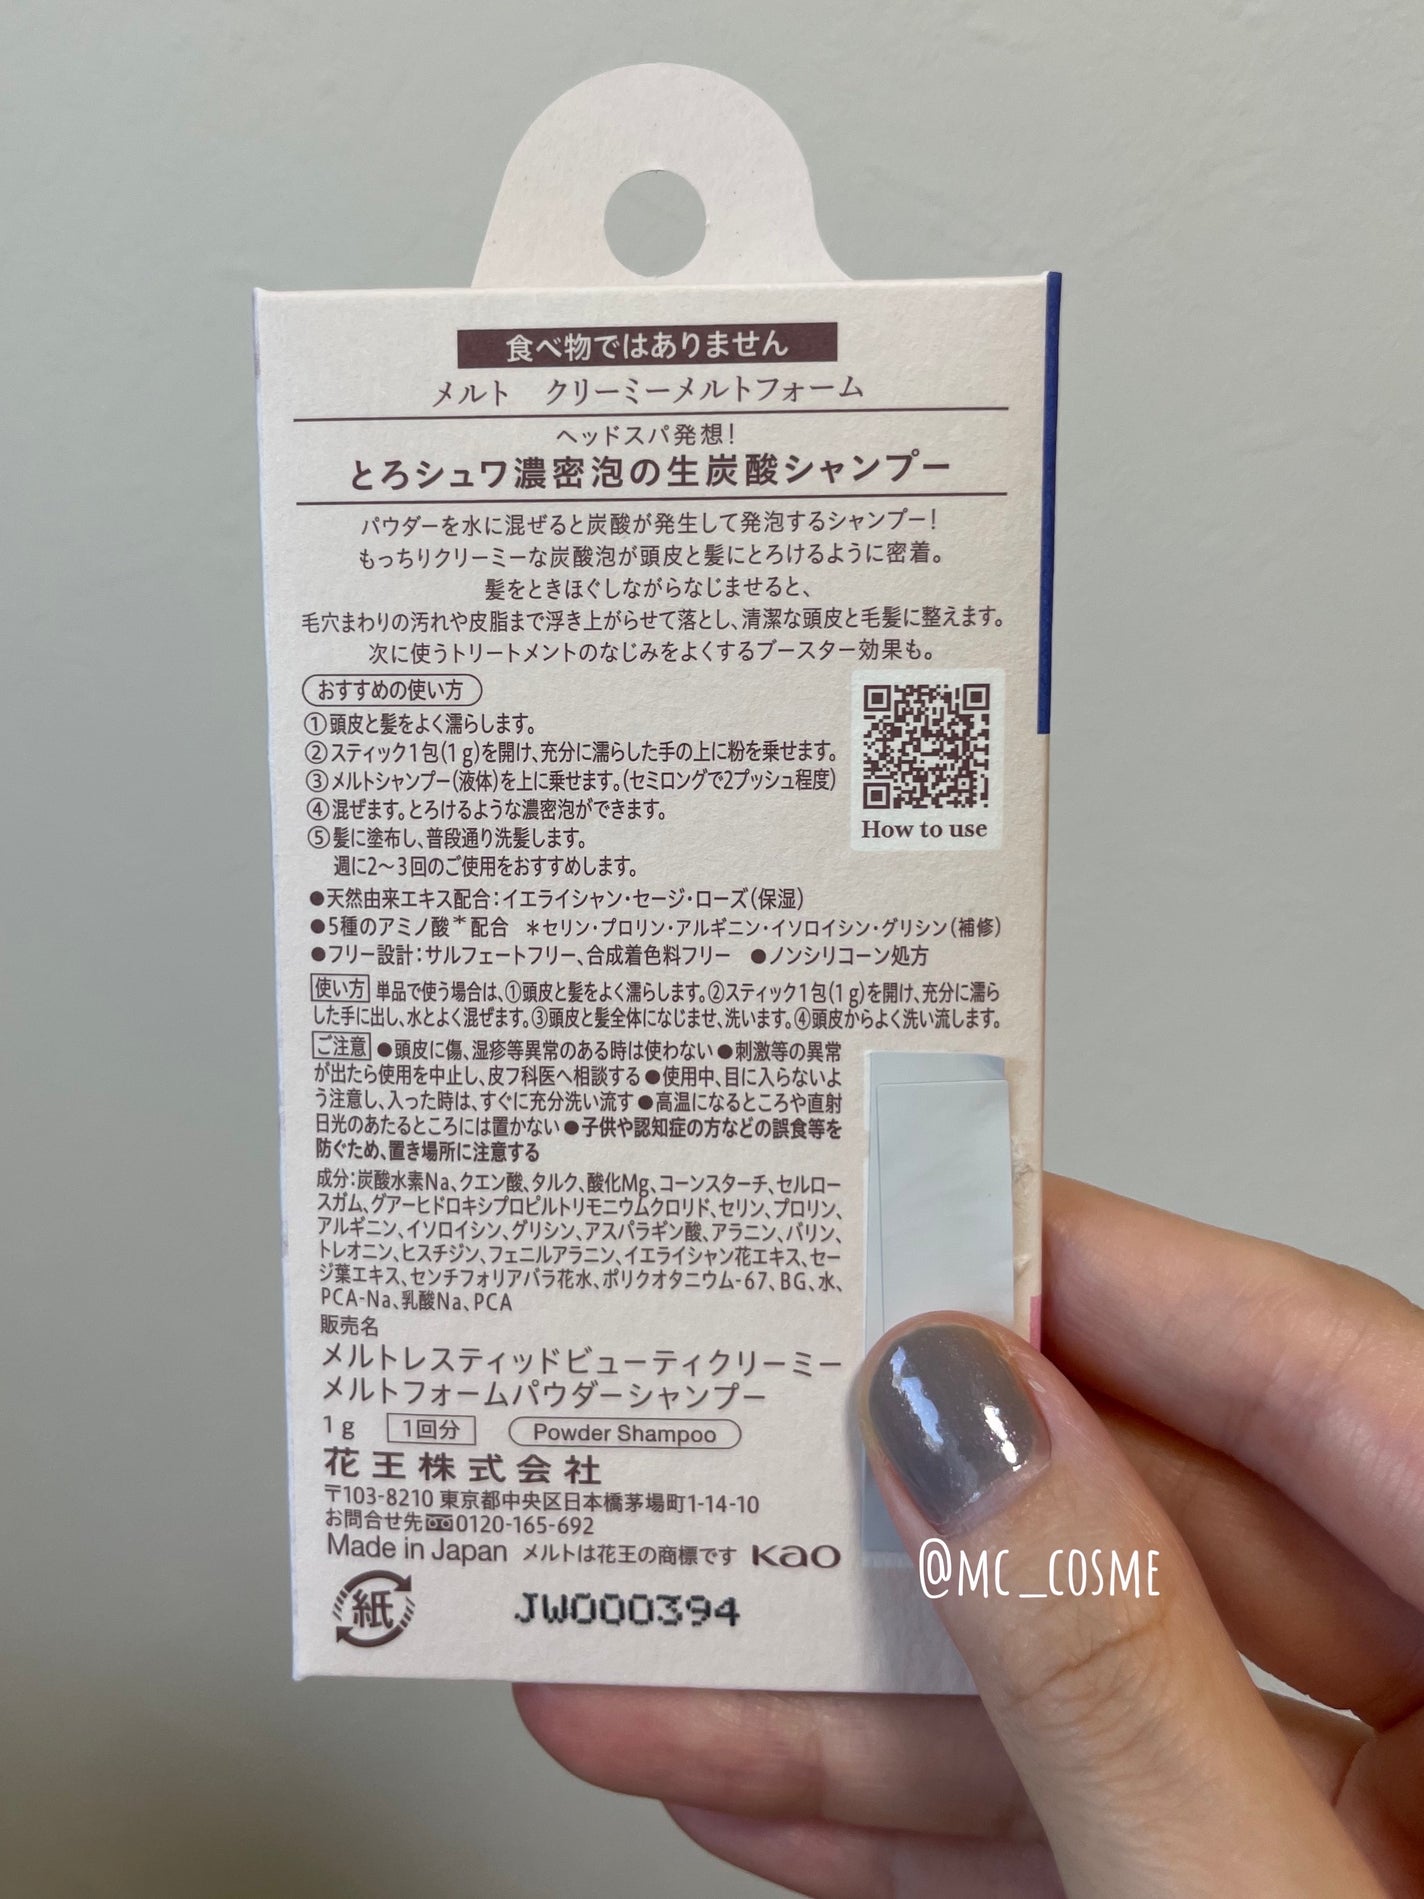 食べ物ではありません
メルト　クリーミーメルトフォーム
ヘッドスパ発想！
とろシュワ濃密泡の生炭酸シャンプー
パウダーを水に混ぜると炭酸が発生して発泡するシャンプー！
もっちりクリーミーな炭酸泡が頭皮と髪にとろけるように密着。
髪をときほぐしながらなじませると、
毛穴まわりの汚れや皮脂まで浮き上がらせて落とし、清潔な頭皮と毛髪に整えます。
次に使うトリートメントのなじみをよくするブースター効果も。
おすすめの使い方
①頭皮と髪をよく濡らします。
②スティック1包(1g)を開け、充分に濡らした手の上に粉を乗せます。
③メルトシャンプー(液体)を上に乗せます。(セミロングで2プッシュ程度)
④混ぜます。とろけるような濃密泡ができます。
⑤髪に塗布し、普段通り洗髪します。
週に2〜3回のご使用をおすすめします。
How to use
●天然由来エキス配合：イエライシャン・セージ・ローズ(保湿)
●5種のアミノ酸＊配合　＊セリン・プロリン・アルギニン・イソロイシン・グリシン(補修)
●フリー設計：サルフェートフリー、合成着色料フリー　●ノンシリコーン処方
使い方 単品で使う場合は、①頭皮と髪をよく濡らします。②スティック1包(1g)を開け、充分に濡ら
した手に出し、水とよく混ぜます。③頭皮と髪全体になじませ、洗います。④頭皮からよく洗い流します。
ご注意 ●頭皮に傷、湿疹等異常のある時は使わない●刺激等の異常
が出たら使用を中止し、皮フ科医へ相談する●使用中、目に入らないよ
う注意し、入った時は、すぐに充分洗い流す●高温になるところや直射
日光のあたるところには置かない●子供や認知症の方などの誤食等を
防ぐため、置き場所に注意する
成分：炭酸水素Na、クエン酸、タルク、酸化Mg、コーンスターチ、セルロー
スガム、グアーヒドロキシプロピルトリモニウムクロリド、セリン、プロリン、
アルギニン、イソロイシン、グリシン、アスパラギン酸、アラニン、バリン、
トレオニン、ヒスチジン、フェニルアラニン、イエライシャン花エキス、セー
ジ葉エキス、センチフォリアバラ花水、ポリクオタニウム-67、BG、水、
PCA-Na、乳酸Na、PCA
販売名
メルトレスティッドビューティクリーミー
メルトフォームパウダーシャンプー
1g 1回分 Powder Shampoo
花王株式会社
〒103-8210 東京都中央区日本橋茅場町1-14-10
お問合せ先 0120-165-692
Made in Japan メルトは花王の商標です Kao
紙 JW000394
@MC_COSME